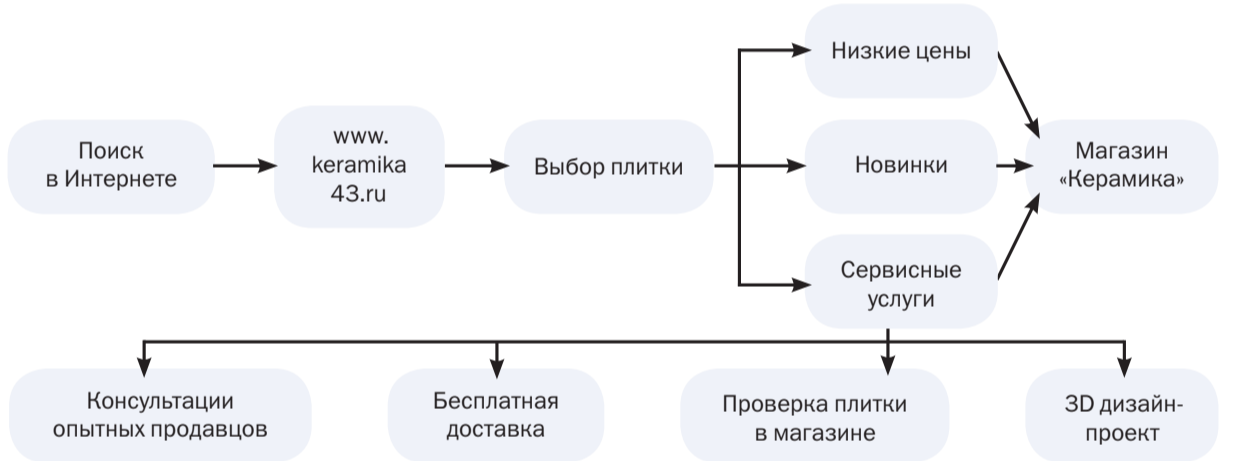 Поиск
в Интернете
www.
keramika
43.ru
Выбор плитки
Низкие цены
Новинки
Сервисные
услуги
Магазин
«Керамика»
Консультации
опытных продавцов
Бесплатная
доставка
Проверка плитки
в магазине
3D дизайн-
проект